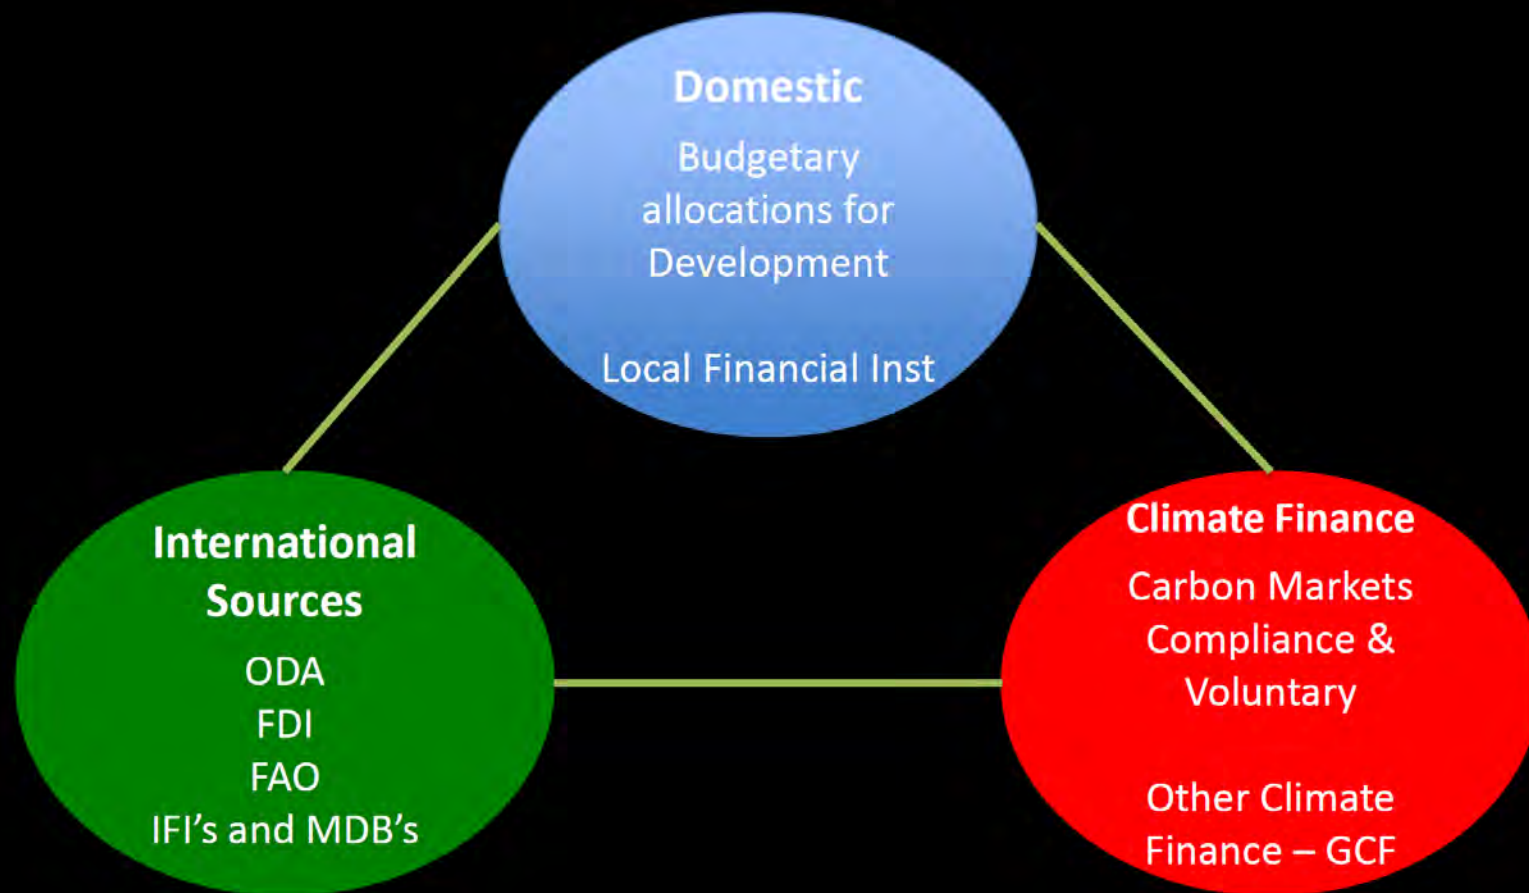 Domestic
Budgetary
allocations for
Development
Local Financial Inst
International
Sources
ODA
FDI
FAO
IFI’s and MDB’s
Climate Finance
Carbon Markets
Compliance &
Voluntary
Other Climate
Finance – GCF